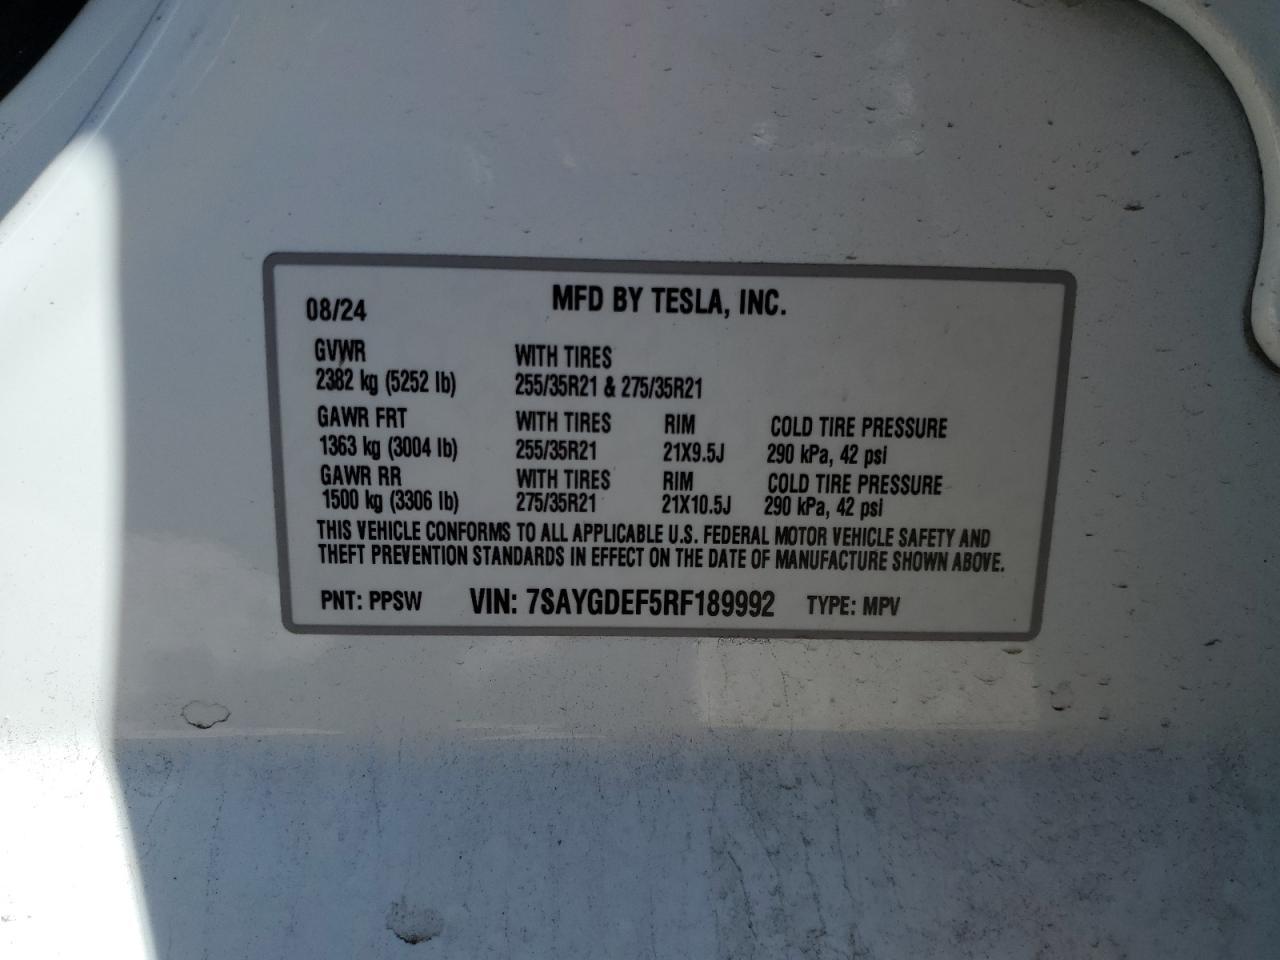 08/24 MFD BY TESLA, INC.
GVWR WITH TIRES
2382 kg (5252 lb) 255/35R21 & 275/35R21
GAWR FRT WITH TIRES RIM COLD TIRE PRESSURE
1363 kg (3004 lb) 255/35R21 21X9.5J 290 kPa, 42 psi
GAWR RR WITH TIRES RIM COLD TIRE PRESSURE
1500 kg (3306 lb) 275/35R21 21X10.5J 290 kPa, 42 psi
THIS VEHICLE CONFORMS TO ALL APPLICABLE U.S. FEDERAL MOTOR VEHICLE SAFETY AND
THEFT PREVENTION STANDARDS IN EFFECT ON THE DATE OF MANUFACTURE SHOWN ABOVE.
PNT: PPSW VIN: 7SAYGDEF5RF189992 TYPE: MPV